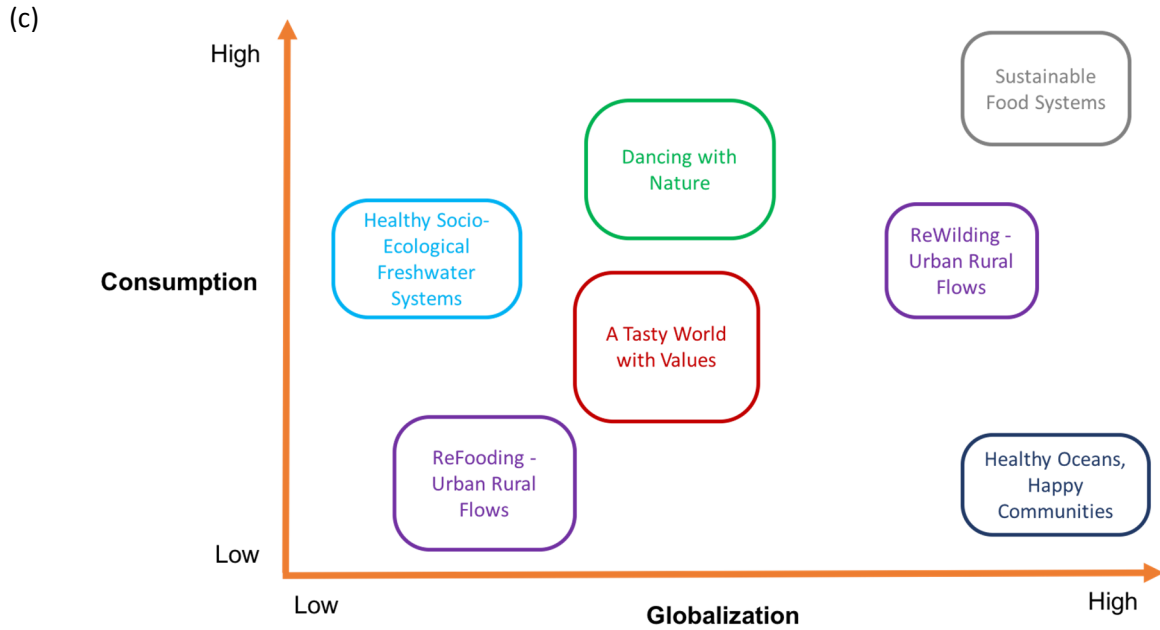 (c)
High
Sustainable
Food Systems
Dancing with
Nature
Healthy Socio-
Ecological
Freshwater
Systems
ReWilding -
Urban Rural
Flows
Consumption
A Tasty World
with Values
ReFooding -
Urban Rural
Flows
Healthy Oceans,
Happy
Communities
Low
Low
Globalization
High